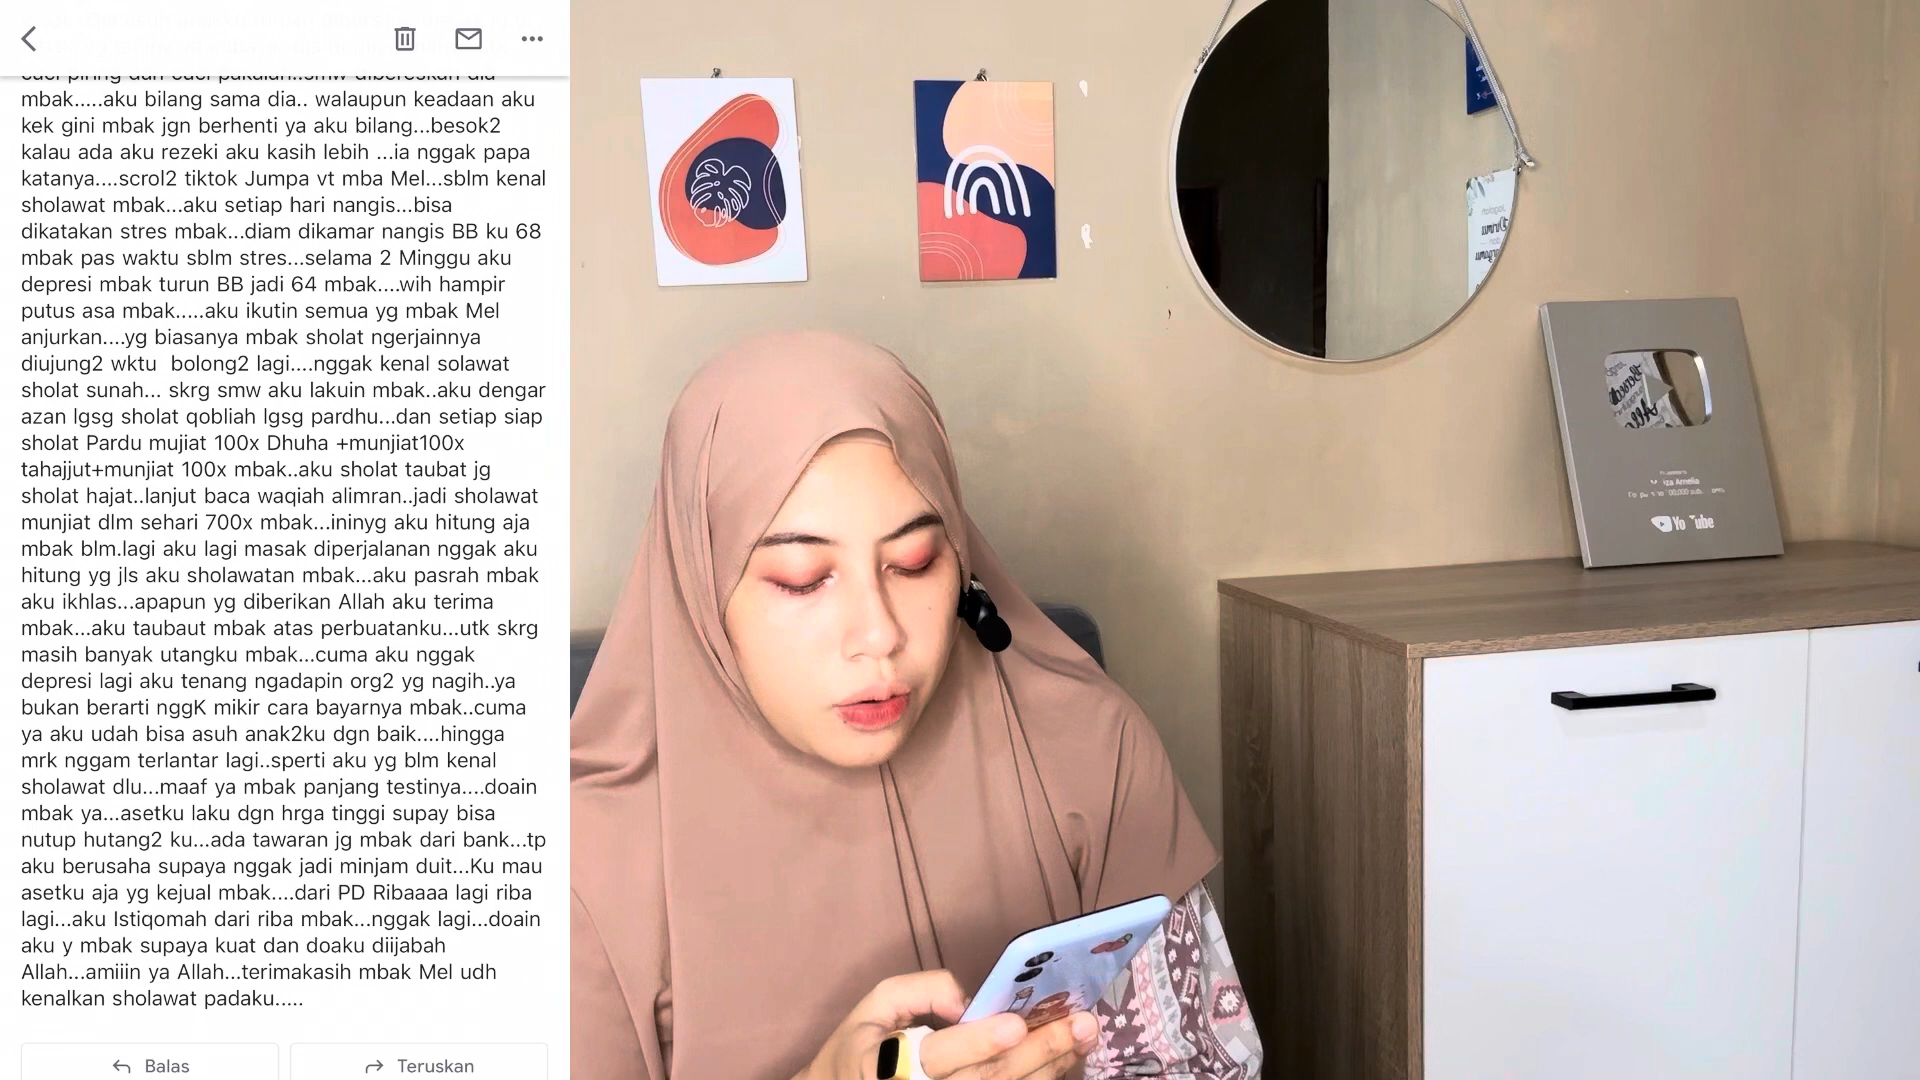 mbak.....aku bilang sama dia.. walaupun keadaan aku
kek gini mbak jgn berhenti ya aku bilang...besok2
kalau ada aku rezeki aku kasih lebih ...ia nggak papa
katanya....scrol2 tiktok Jumpa vt mba Mel...sblm kenal
sholawat mbak...aku setiap hari nangis...bisa
dikatakan stres mbak...diam dikamar nangis BB ku 68
mbak pas waktu sblm stres...selama 2 Minggu aku
depresi mbak turun BB jadi 64 mbak....wih hampir
putus asa mbak.....aku ikutin semua yg mbak Mel
anjurkan....yg biasanya mbak sholat ngerjainnya
diujung2 wktu  bolong2 lagi....nggak kenal solawat
sholat sunah... skrg smw aku lakuin mbak..aku dengar
azan lgsg sholat qobliah lgsg pardhu...dan setiap siap
sholat Pardu mujiat 100x Dhuha +munjiat100x
tahajjut+munjiat 100x mbak..aku sholat taubat jg
sholat hajat..lanjut baca waqiah alimran..jadi sholawat
munjiat dlm sehari 700x mbak...ininyg aku hitung aja
mbak blm.lagi aku lagi masak diperjalanan nggak aku
hitung yg jls aku sholawatan mbak...aku pasrah mbak
aku ikhlas...apapun yg diberikan Allah aku terima
mbak...aku taubaut mbak atas perbuatanku...utk skrg
masih banyak utangku mbak...cuma aku nggak
depresi lagi aku tenang ngadapin org2 yg nagih..ya
bukan berarti nggK mikir cara bayarnya mbak..cuma
ya aku udah bisa asuh anak2ku dgn baik....hingga
mrk nggam terlantar lagi..sperti aku yg blm kenal
sholawat dlu...maaf ya mbak panjang testinya....doain
mbak ya...asetku laku dgn hrga tinggi supay bisa
nutup hutang2 ku...ada tawaran jg mbak dari bank...tp
aku berusaha supaya nggak jadi minjam duit...Ku mau
asetku aja yg kejual mbak....dari PD Ribaaaa lagi riba
lagi...aku Istiqomah dari riba mbak...nggak lagi...doain
aku y mbak supaya kuat dan doaku diijabah
Allah...amiiin ya Allah...terimakasih mbak Mel udh
kenalkan sholawat padaku.....
Balas
Teruskan
Amelia
YouTube